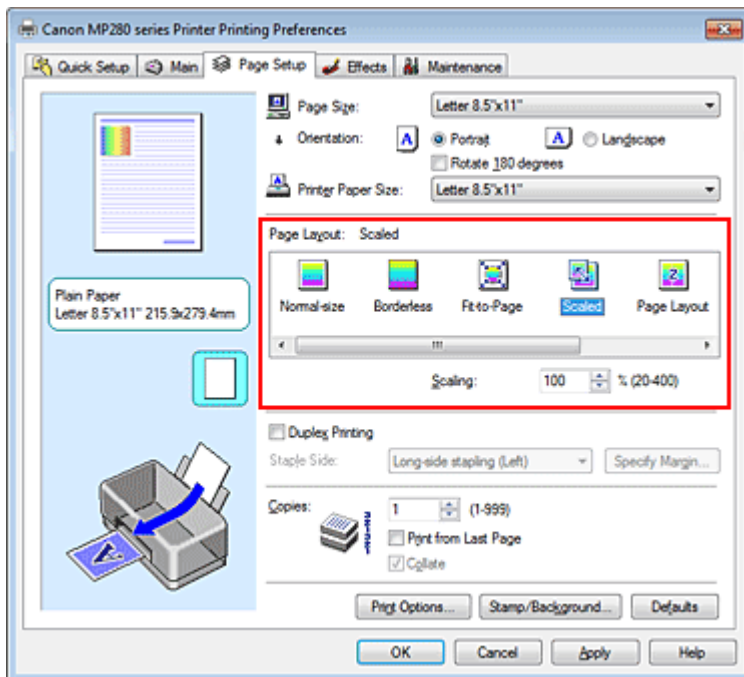 Canon MP280 series Printer Printing Preferences
Quick Setup Main Page Setup Effects Maintenance
Page Size: Letter 8.5"x11"
Orientation: A Portrait A Landscape
Rotate 180 degrees
Printer Paper Size: Letter 8.5"x11"
Page Layout: Scaled
Normal-size Borderless Fit-to-Page Scaled Page Layout
Plain Paper
Letter 8.5"x11" 215.9x279.4mm
Scaling: 100 % (20-400)
Duplex Printing
Staple Side: Long-side stapling (Left) Specify Margin...
Copies: 1 (1-999)
Print from Last Page
Collate
Print Options... Stamp/Background... Defaults
OK Cancel Apply Help